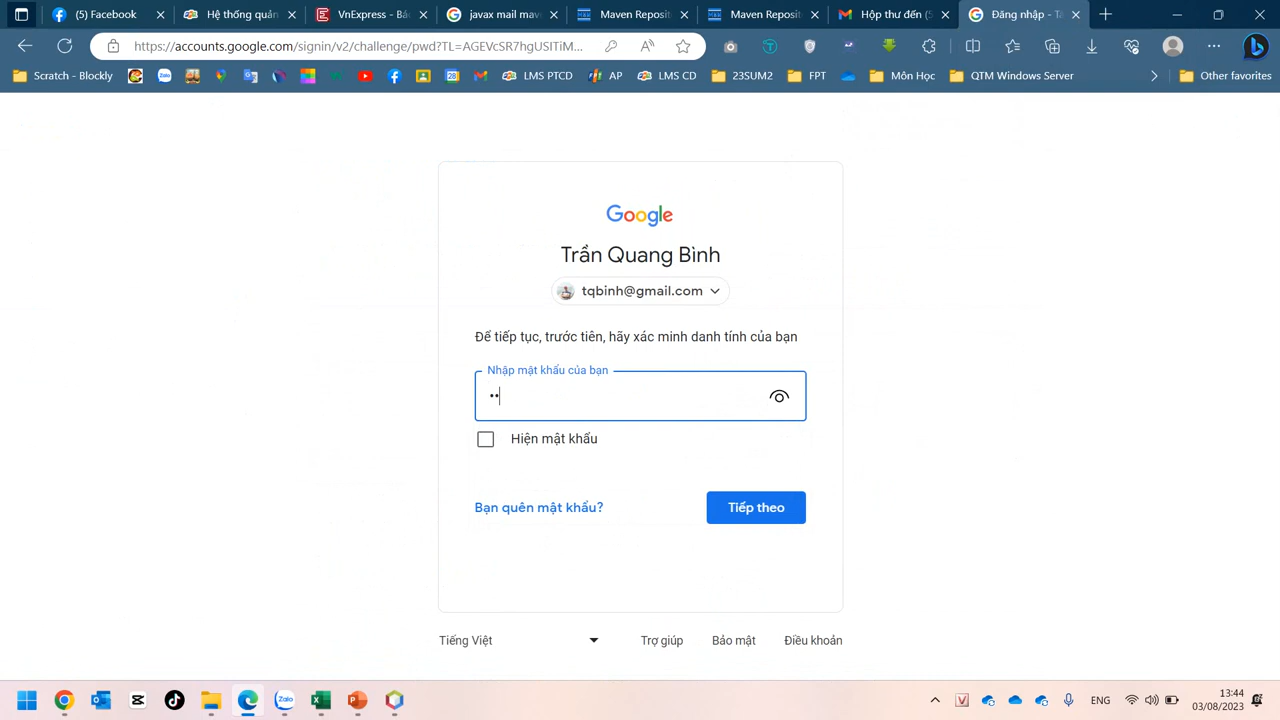 (5) Facebook
Hệ thống quản
VnExpress - Bá
javax mail mav
Maven Reposit
Maven Reposit
Hộp thư đến (5
Đăng nhập - Tà
https://accounts.google.com/signin/v2/challenge/pwd?TL=AGEVcSR7hgUSITiM...
Scratch - Blockly
LMS PTCD
AP
LMS CD
23SUM2
FPT
Môn Học
QTM Windows Server
Other favorites
Google
Trần Quang Bình
tqbinh@gmail.com
Để tiếp tục, trước tiên, hãy xác minh danh tính của bạn
Nhập mật khẩu của bạn
••
Hiện mật khẩu
Bạn quên mật khẩu?
Tiếp theo
Tiếng Việt
Trợ giúp
Bảo mật
Điều khoản
ENG
13:44
03/08/2023